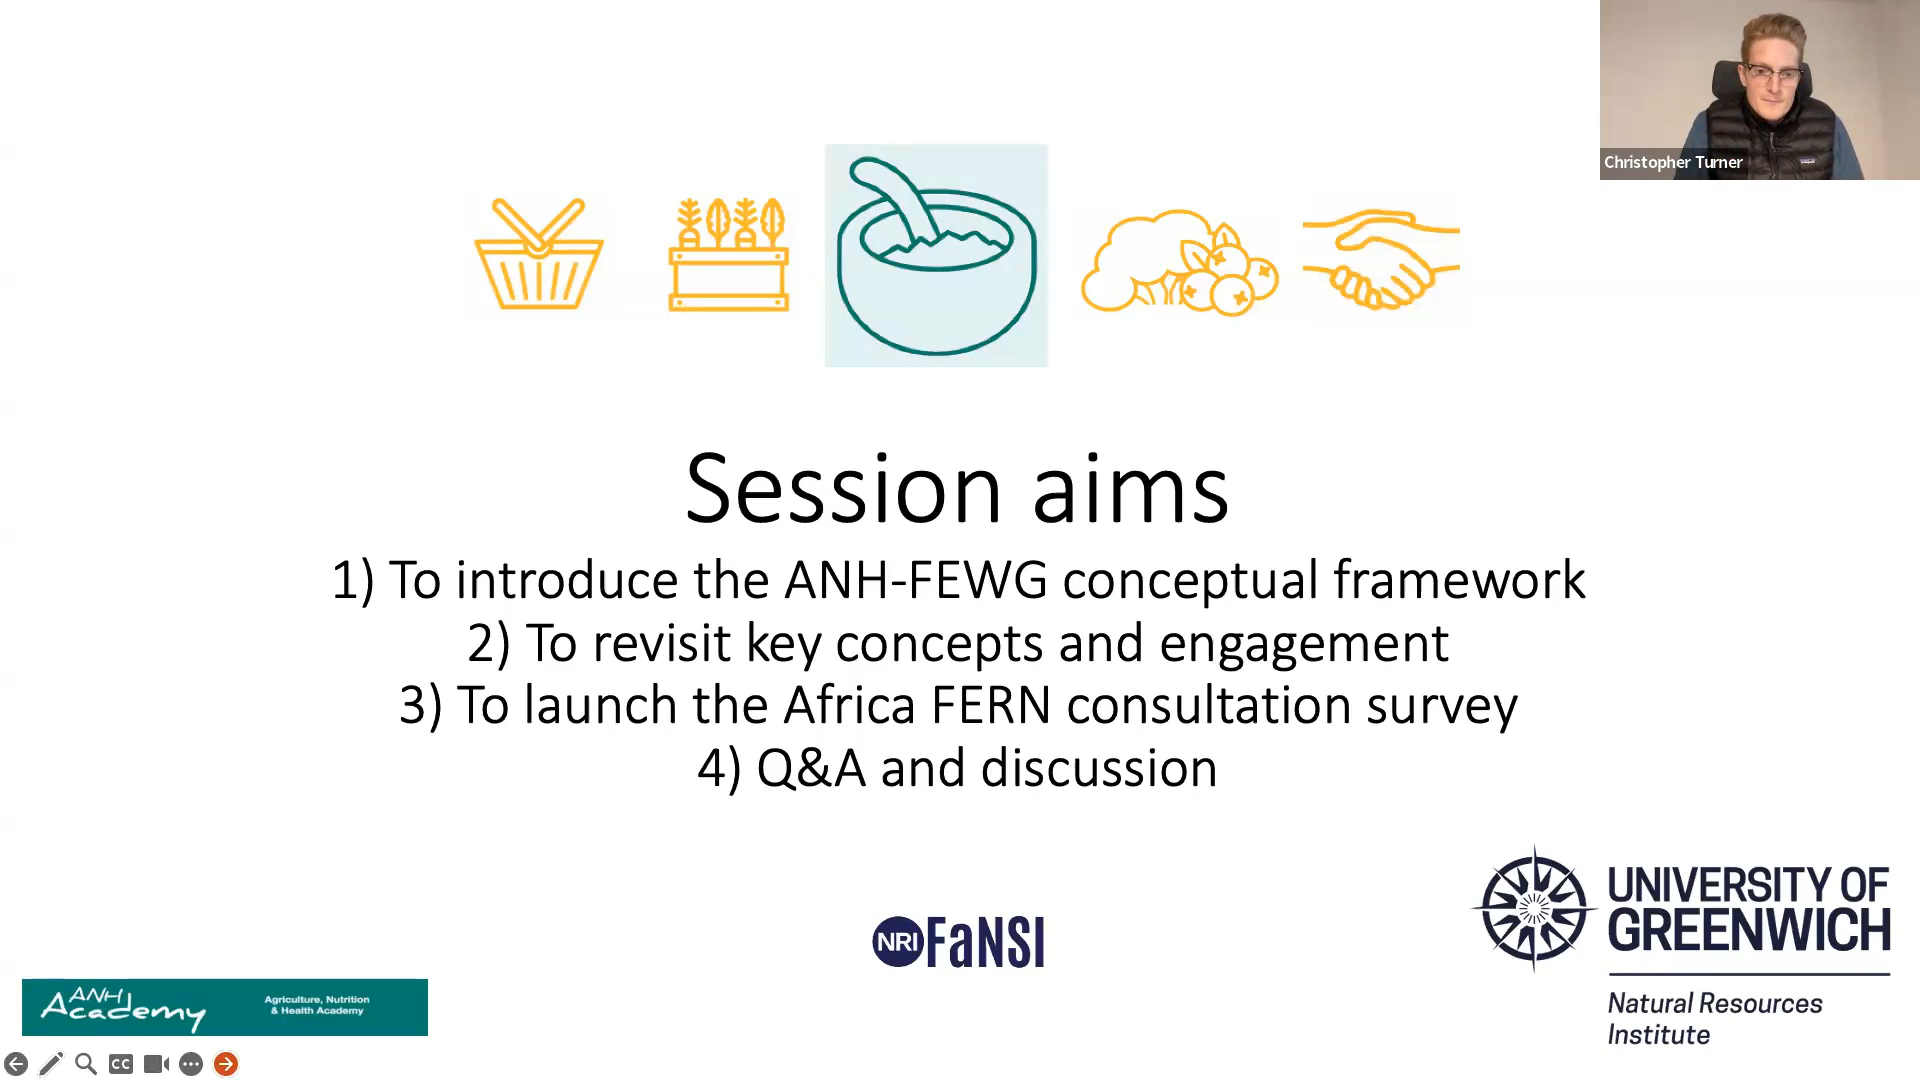 Christopher Turner
Session aims
1) To introduce the ANH-FEWG conceptual framework
2) To revisit key concepts and engagement
3) To launch the Africa FERN consultation survey
4) Q&A and discussion
NRI FaNSI
UNIVERSITY OF
GREENWICH
Natural Resources
Institute
ANH
Academy
Agriculture, Nutrition
& Health Academy
CC